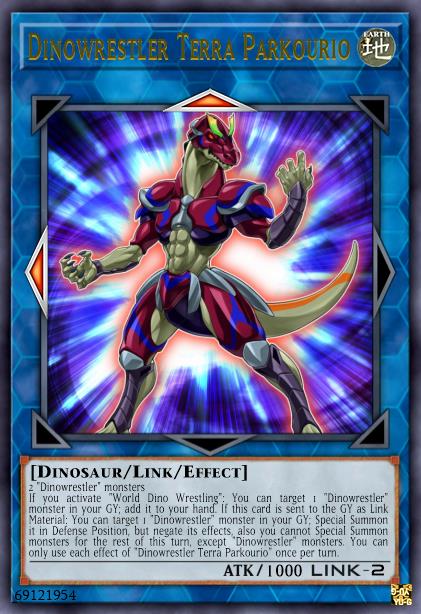 Dinowrestler Terra Parkourio
EARTH
地
[Dinosaur/Link/Effect]
2 "Dinowrestler" monsters
If you activate "World Dino Wrestling": You can target 1 "Dinowrestler"
monster in your GY; add it to your hand. If this card is sent to the GY as Link
Material: You can target 1 "Dinowrestler" monster in your GY; Special Summon
it in Defense Position, but negate its effects, also you cannot Special Summon
monsters for the rest of this turn, except "Dinowrestler" monsters. You can
only use each effect of "Dinowrestler Terra Parkourio" once per turn.
ATK/1000 LINK-2
69121954